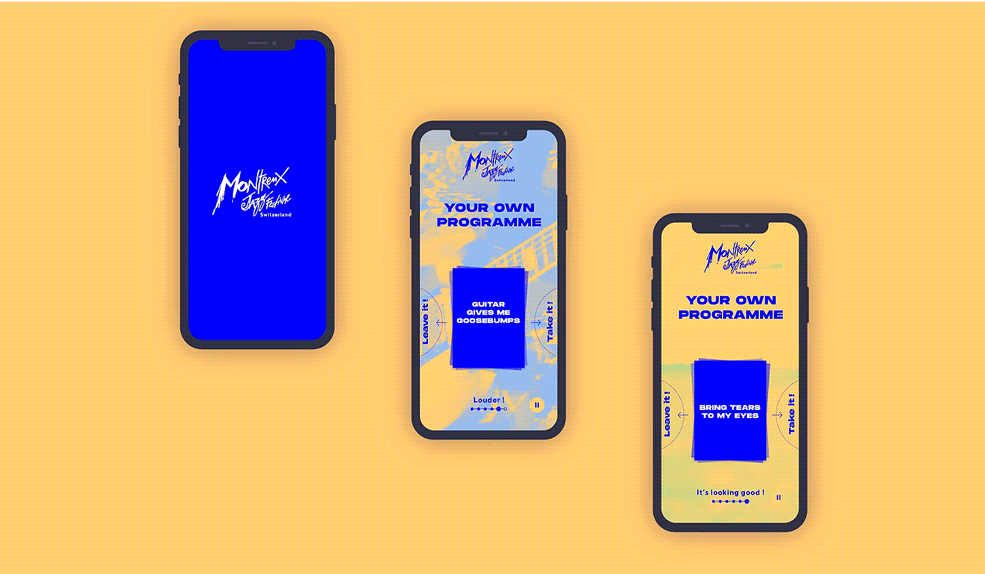 Montreux
Jazz Festival
Switzerland
Montreux
Jazz Festival
Switzerland
YOUR OWN
PROGRAMME
GUITAR
GIVES ME
GOOSEBUMPS
Leave it !
Take it !
Louder !
Montreux
Jazz Festival
Switzerland
YOUR OWN
PROGRAMME
BRING TEARS
TO MY EYES
Leave it !
Take it !
It's looking good !